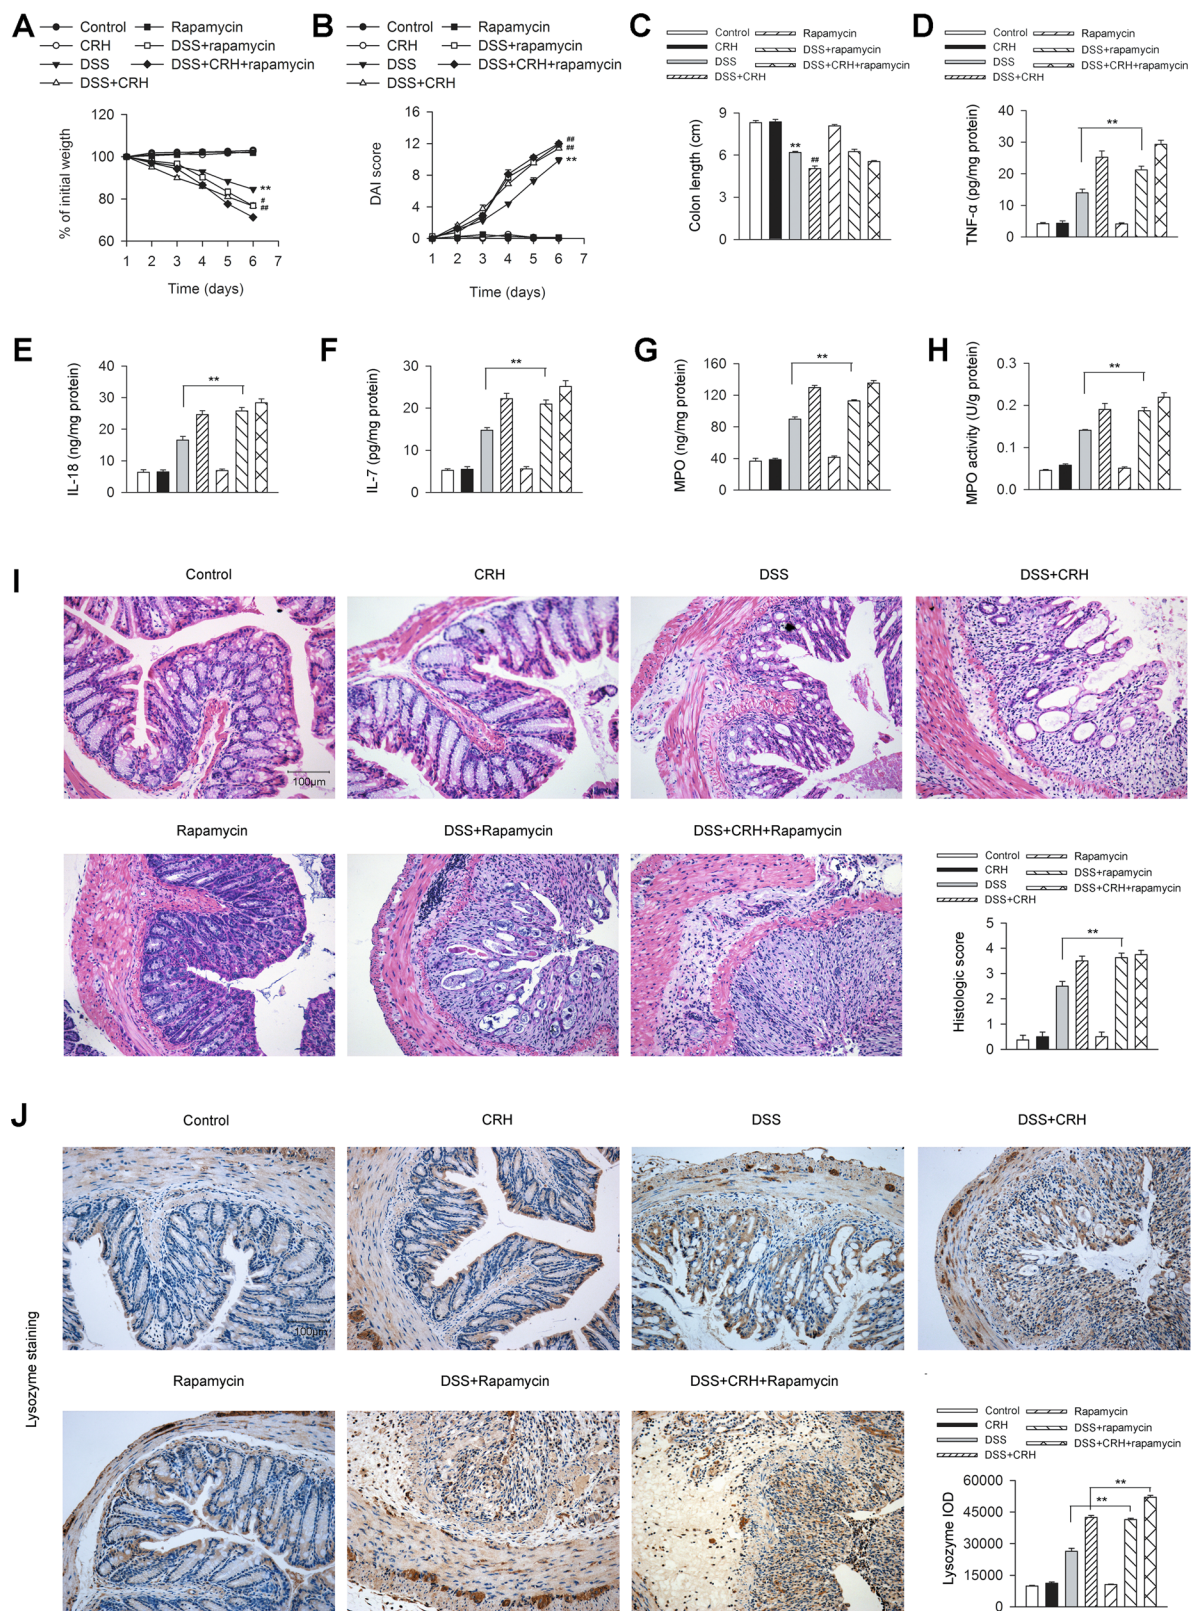 A
Control
Rapamycin
CRH
DSS+rapamycin
DSS
DSS+CRH+rapamycin
DSS+CRH
120
100
80
60
% of initial weigth
**
#
##
1 2 3 4 5 6 7
Time (days)
B
Control
Rapamycin
CRH
DSS+rapamycin
DSS
DSS+CRH+rapamycin
DSS+CRH
16
12
8
4
0
DAI score
##
##
**
1 2 3 4 5 6 7
Time (days)
C
Control
Rapamycin
CRH
DSS+rapamycin
DSS
DSS+CRH+rapamycin
DSS+CRH
9
6
3
0
Colon length (cm)
**
##
D
Control
Rapamycin
CRH
DSS+rapamycin
DSS
DSS+CRH+rapamycin
DSS+CRH
40
30
20
10
0
TNF-α (pg/mg protein)
**
E
40
30
20
10
0
IL-18 (ng/mg protein)
**
F
30
20
10
0
IL-7 (pg/mg protein)
**
G
160
120
80
40
0
MPO (ng/mg protein)
**
H
0.3
0.2
0.1
0.0
MPO activity (U/g protein)
**
I
Control
CRH
DSS
DSS+CRH
100μm
Rapamycin
DSS+Rapamycin
DSS+CRH+Rapamycin
Control
Rapamycin
CRH
DSS+rapamycin
DSS
DSS+CRH+rapamycin
DSS+CRH
5
4
3
2
1
0
Histologic score
**
J
Control
CRH
DSS
DSS+CRH
100μm
Lysozyme staining
Rapamycin
DSS+Rapamycin
DSS+CRH+Rapamycin
Control
Rapamycin
CRH
DSS+rapamycin
DSS
DSS+CRH+rapamycin
DSS+CRH
60000
45000
30000
15000
0
Lysozyme IOD
**
**